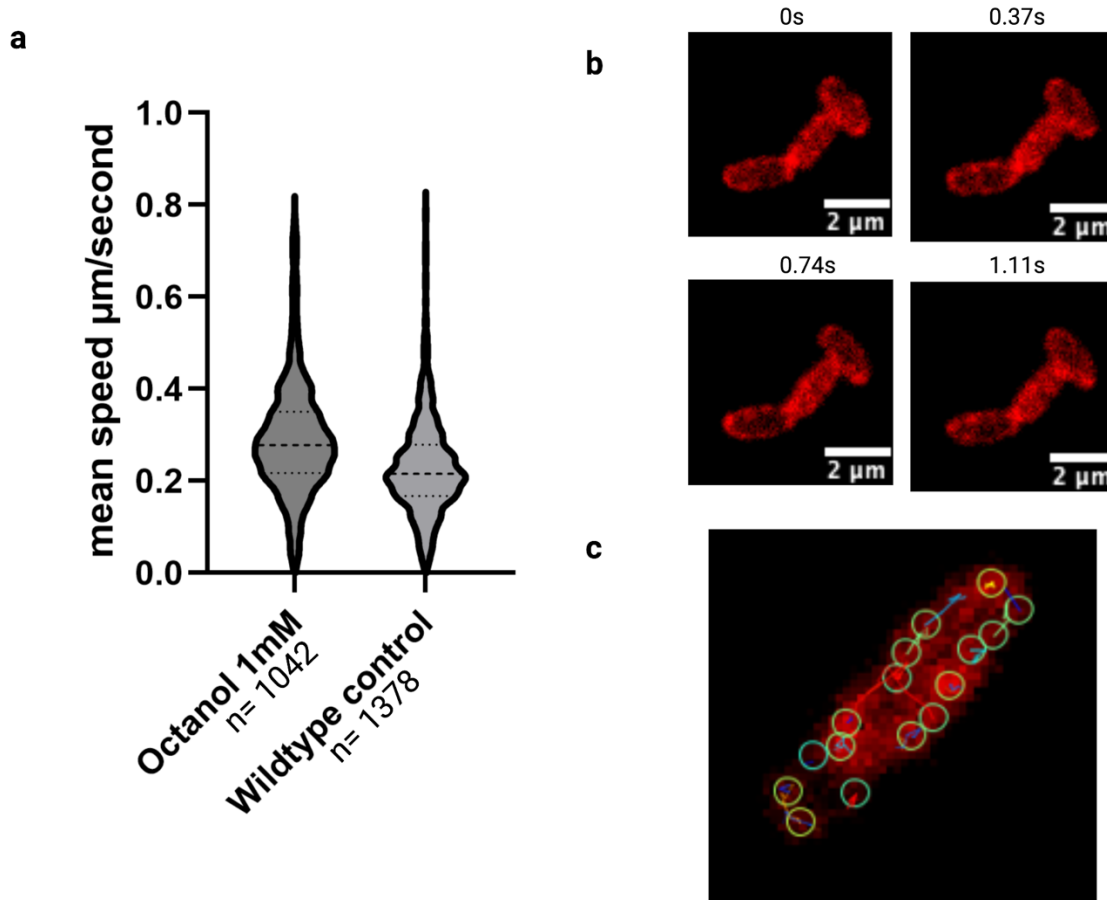 a
mean speed µm/second
1.0
0.8
0.6
0.4
0.2
0.0
Octanol 1mM
n= 1042
Wildtype control
n= 1378
b
0s
0.37s
2 µm
2 µm
0.74s
1.11s
2 µm
2 µm
c